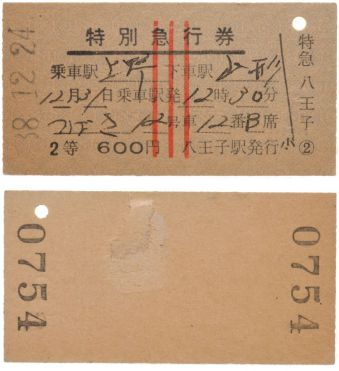 特別急行券
乗車駅 上野 下車駅 山形
12月31日乗車駅発12時30分
つばさ 12号車12番B席
2等 600円 八王子駅発行
38.12.24
特急 八王子 ②
0754
0754